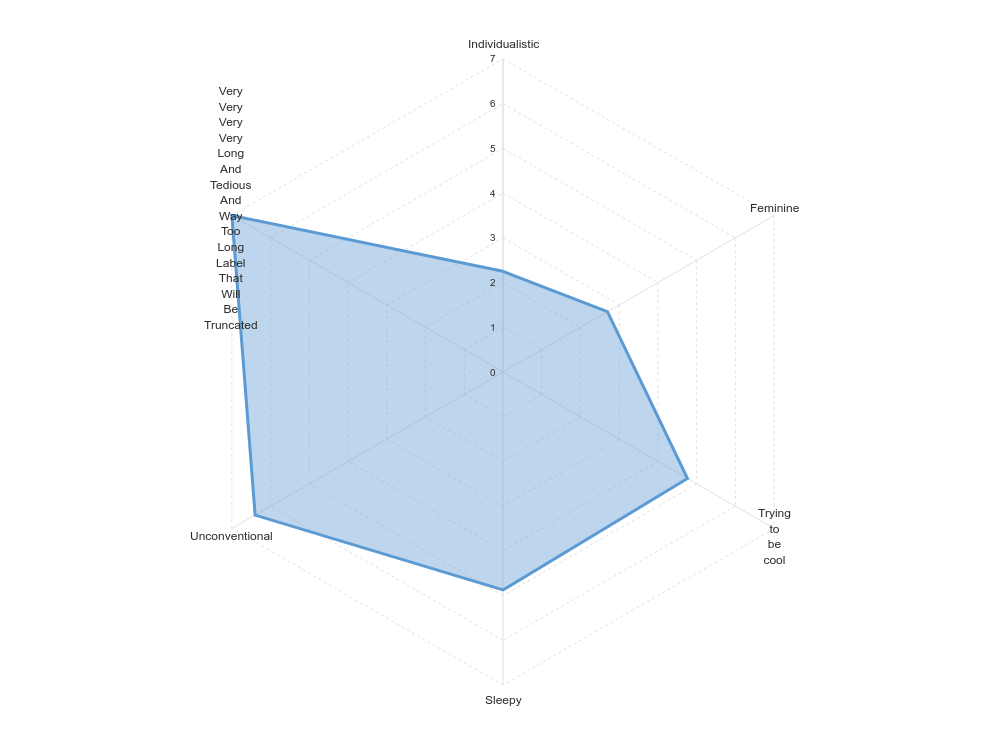 Individualistic
7
6
5
4
3
2
1
0
Feminine
Trying
to
be
cool
Sleepy
Unconventional
Very
Very
Very
Very
Long
And
Tedious
And
Way
Too
Long
Label
That
Will
Be
Truncated